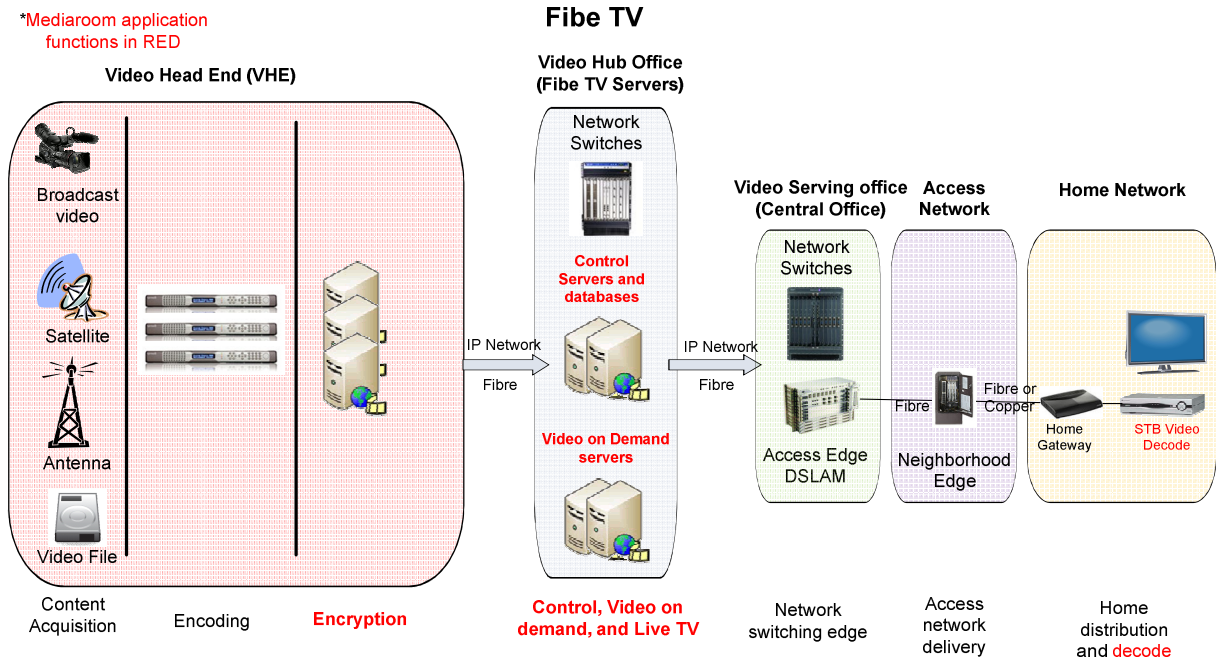 Fibe TV
*Mediaroom application
functions in RED
Video Head End (VHE)
Broadcast
video
Satellite
Antenna
Video File
Video Hub Office
(Fibe TV Servers)
Network
Switches
Control
Servers and
databases
Video on Demand
servers
IP Network
Fibre
IP Network
Fibre
Video Serving office
(Central Office)
Network
Switches
Access Edge
DSLAM
Access
Network
Fibre
Neighborhood
Edge
Home Network
Fibre or
Copper
Home
Gateway
STB Video
Decode
Content
Acquisition
Encoding
Encryption
Control, Video on
demand, and Live TV
Network
switching edge
Access
network
delivery
Home
distribution
and decode